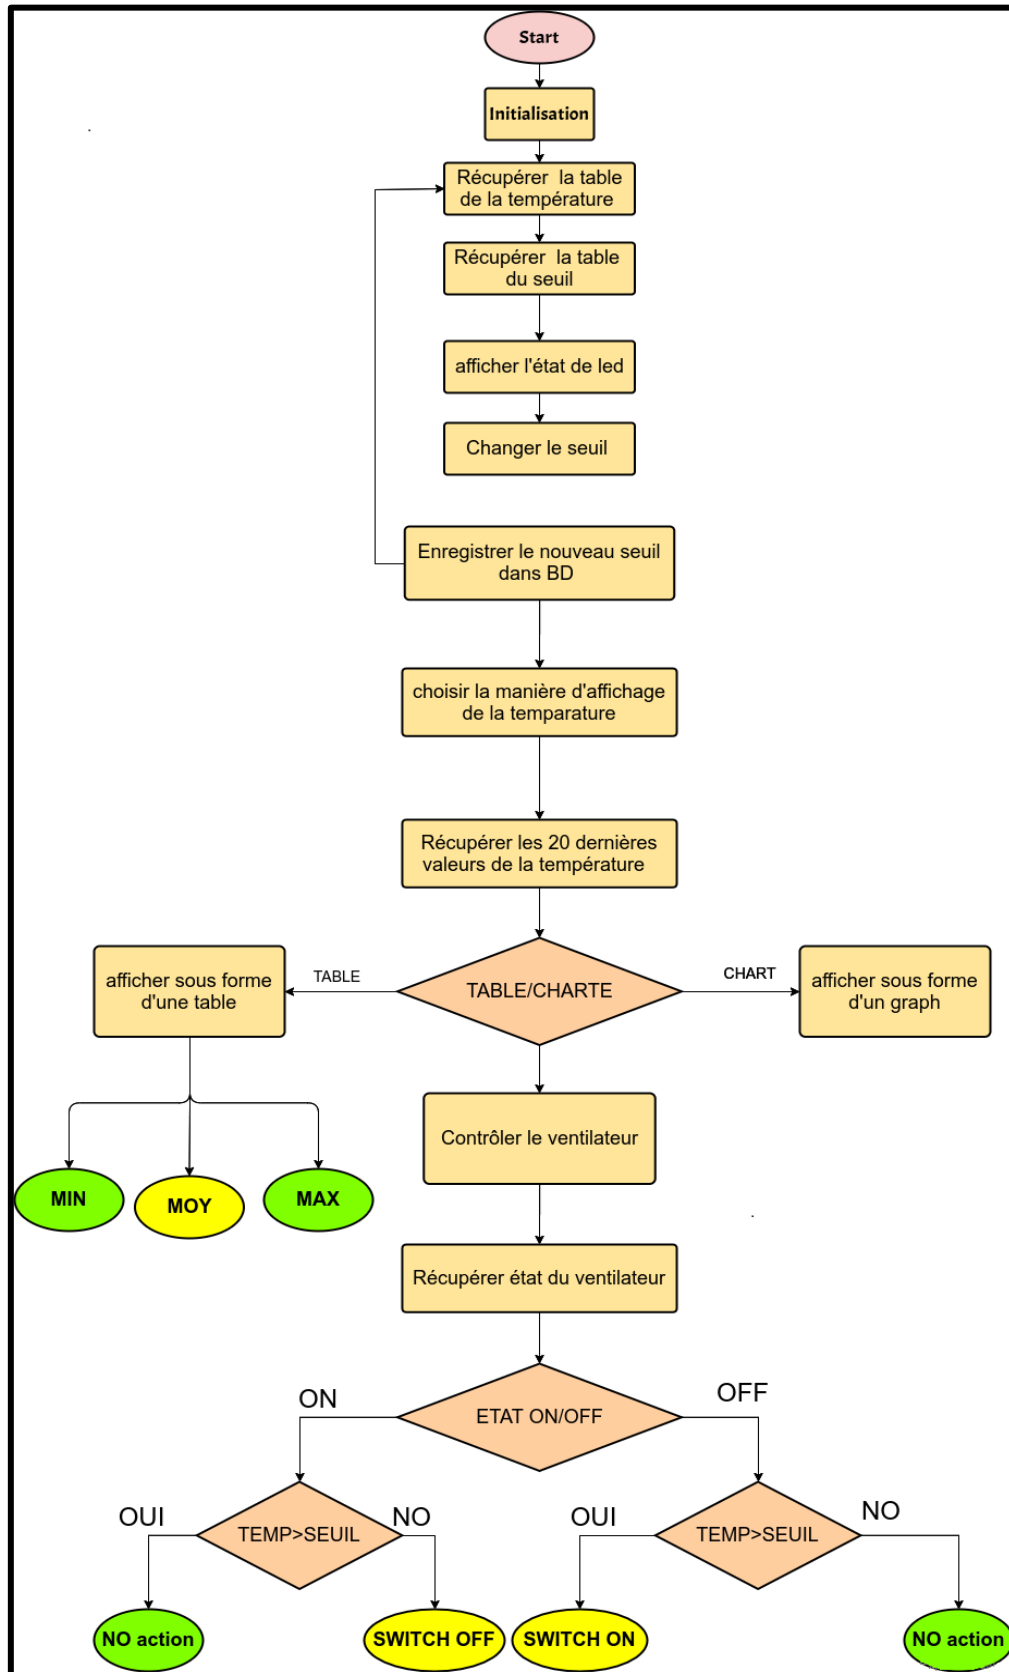 Start
Initialisation
Récupérer la table
de la température
Récupérer la table
du seuil
afficher l'état de led
Changer le seuil
Enregistrer le nouveau seuil
dans BD
choisir la manière d'affichage
de la temparature
Récupérer les 20 dernières
valeurs de la température
afficher sous forme
d'une table
TABLE
TABLE/CHARTE
CHART
afficher sous forme
d'un graph
Contrôler le ventilateur
MIN
MOY
MAX
Récupérer état du ventilateur
ON
ETAT ON/OFF
OFF
OUI
TEMP>SEUIL
NO
OUI
TEMP>SEUIL
NO
NO action
SWITCH OFF
SWITCH ON
NO action